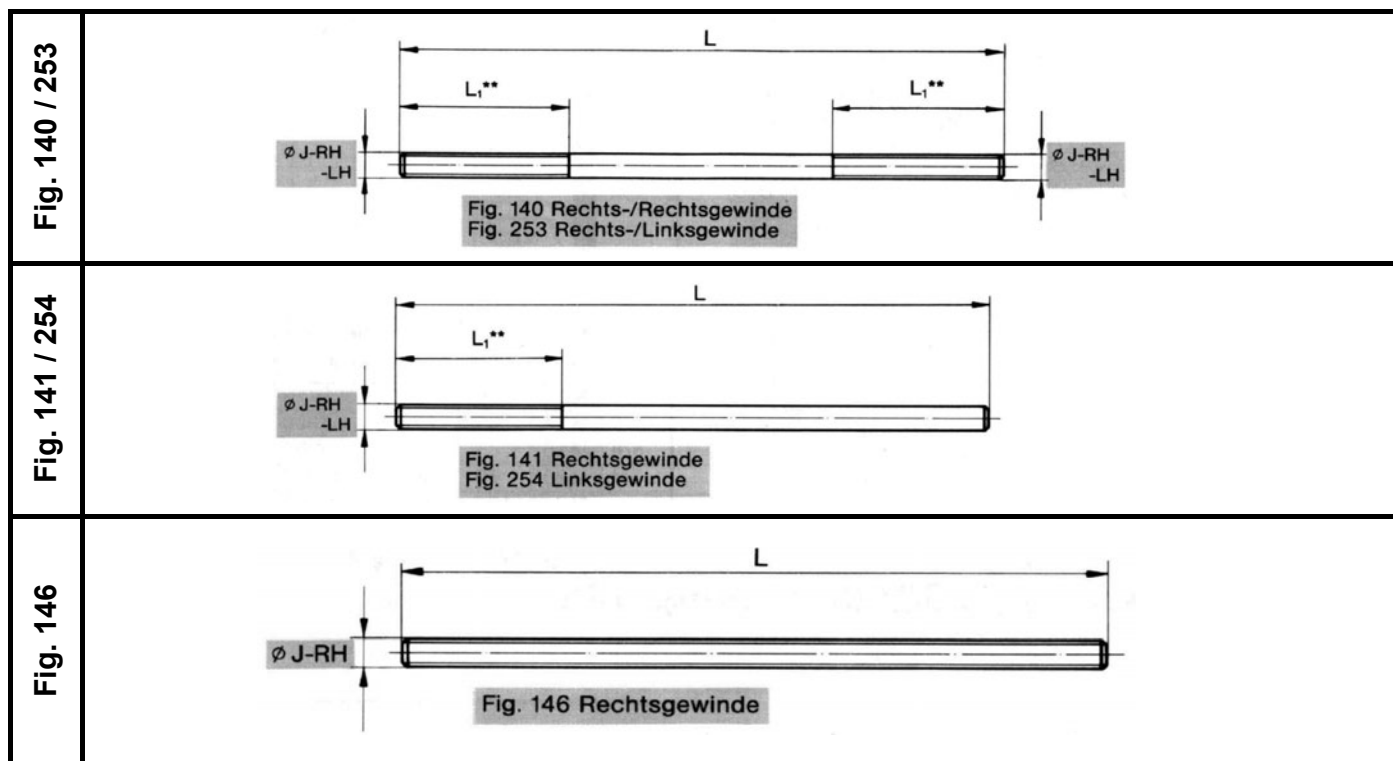 Fig. 140 / 253
L
L₁** L₁**
⌀ J-RH ⌀ J-RH
-LH -LH
Fig. 140 Rechts-/Rechtsgewinde
Fig. 253 Rechts-/Linksgewinde
Fig. 141 / 254
L
L₁**
⌀ J-RH
-LH
Fig. 141 Rechtsgewinde
Fig. 254 Linksgewinde
Fig. 146
L
⌀ J-RH
Fig. 146 Rechtsgewinde